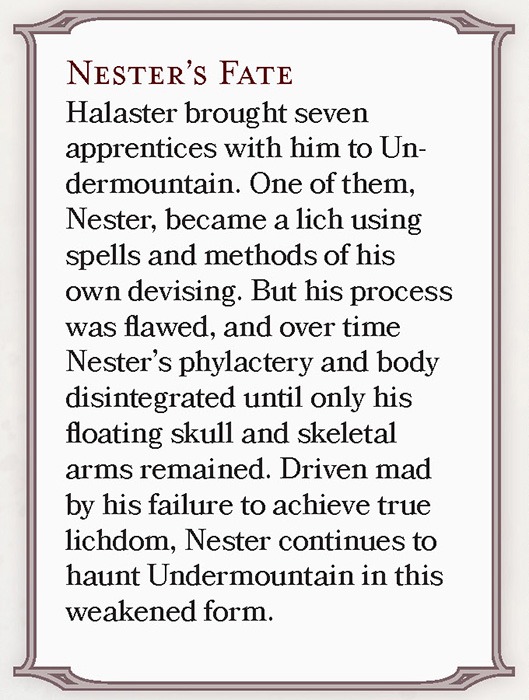 Nester's Fate
Halaster brought seven
apprentices with him to Un-
dermountain. One of them,
Nester, became a lich using
spells and methods of his
own devising. But his process
was flawed, and over time
Nester's phylactery and body
disintegrated until only his
floating skull and skeletal
arms remained. Driven mad
by his failure to achieve true
lichdom, Nester continues to
haunt Undermountain in this
weakened form.